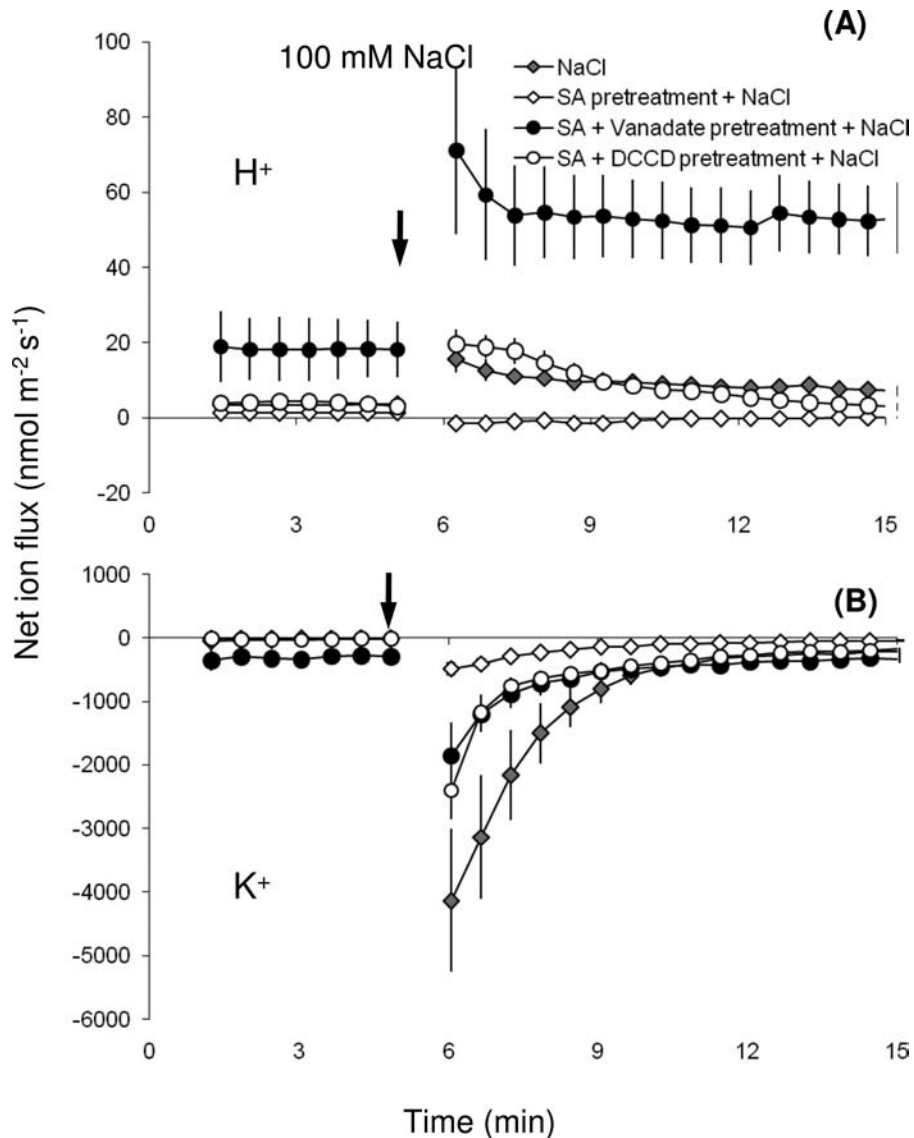 (A)
100 mM NaCl
NaCl
SA pretreatment + NaCl
SA + Vanadate pretreatment + NaCl
SA + DCCD pretreatment + NaCl
H+
100
80
60
40
20
0
-20
0 3 6 9 12 15
Net ion flux (nmol m-2 s-1)
(B)
1000
0
-1000
-2000
-3000
-4000
-5000
-6000
K+
0 3 6 9 12 15
Time (min)